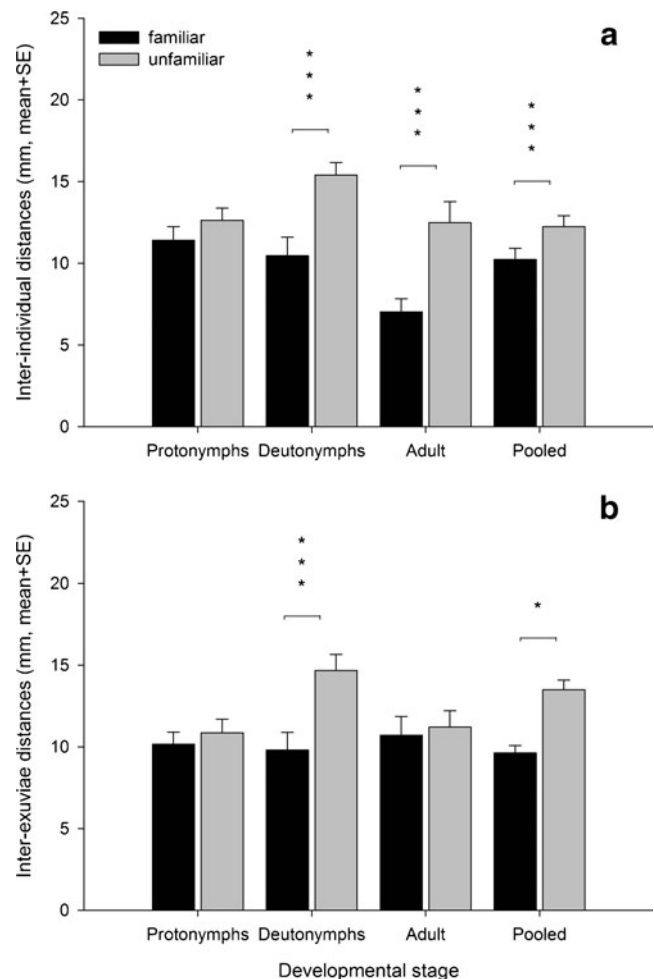 a
familiar
unfamiliar
Inter-individual distances (mm, mean+SE)
25
20
15
10
5
0
*
*
*
*
*
*
*
*
*
Protonymphs Deutonymphs Adult Pooled
b
Inter-exuviae distances (mm, mean+SE)
25
20
15
10
5
0
*
*
*
*
Protonymphs Deutonymphs Adult Pooled
Developmental stage